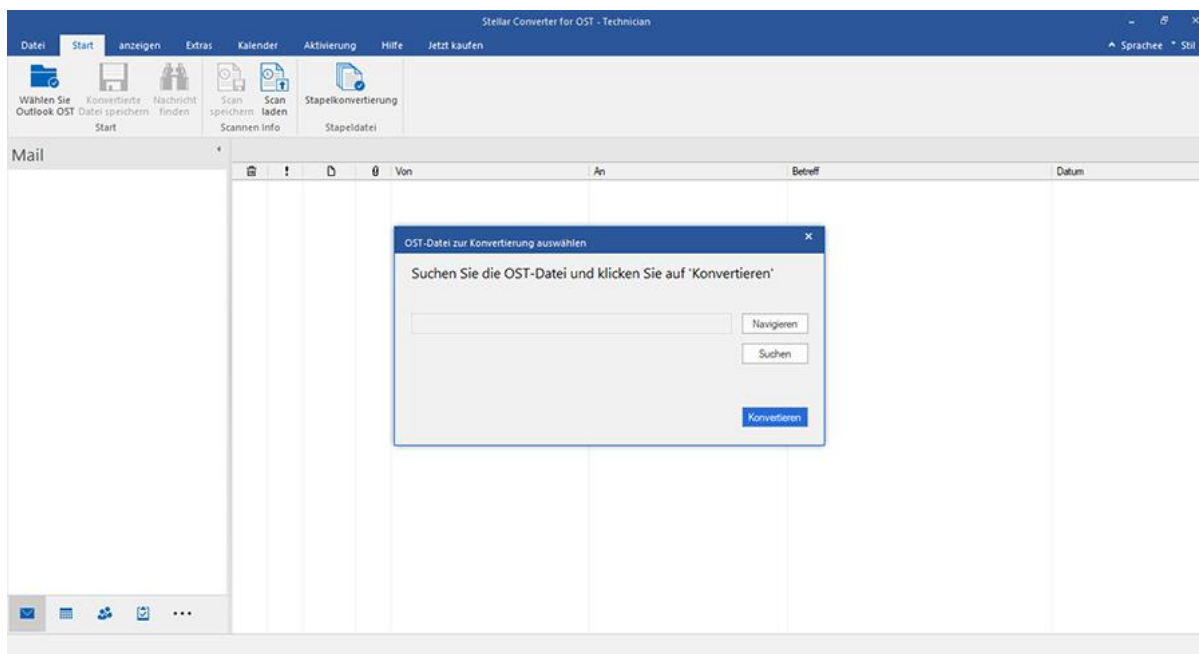 Stellar Converter for OST - Technician
Datei Start anzeigen Extras Kalender Aktivierung Hilfe Jetzt kaufen Sprachee Stil
Wählen Sie Outlook OST
Konvertierte Datei speichern
Nachricht finden
Scan speichern
Scan laden
Stapelkonvertierung
Start Scannen Info Stapeldatei
Mail
Von An Betreff Datum
OST-Datei zur Konvertierung auswählen
Suchen Sie die OST-Datei und klicken Sie auf 'Konvertieren'
Navigieren
Suchen
Konvertieren